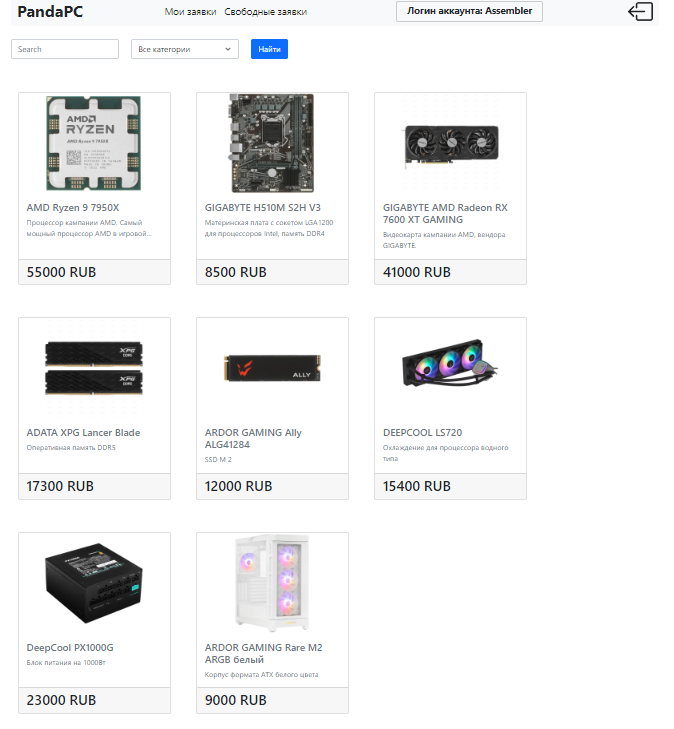 PandaPC
Мои заявки
Свободные заявки
Логин аккаунта: Assembler
Search
Все категории
Найти
AMD
RYZEN
AMD Ryzen 9 7950X
AMD Ryzen 9 7950X
Процессор кампании AMD. Самый
мощный процессор AMD в игровой...
55000 RUB
GIGABYTE H510M S2H V3
Материнская плата с сокетом LGA1200
для процессоров Intel, память DDR4
8500 RUB
GIGABYTE AMD Radeon RX
7600 XT GAMING
Видеокарта кампании AMD, вендора
GIGABYTE.
41000 RUB
XPG
XPG
ADATA XPG Lancer Blade
Оперативная память DDR5
17300 RUB
ALLY
ARDOR GAMING Ally
ALG41284
SSD M 2
12000 RUB
DEEPCOOL LS720
Охлаждение для процессора водного
типа
15400 RUB
DeepCool PX1000G
Блок питания на 1000Вт
23000 RUB
ARDOR GAMING Rare M2
ARGB белый
Корпус формата ATX белого цвета
9000 RUB